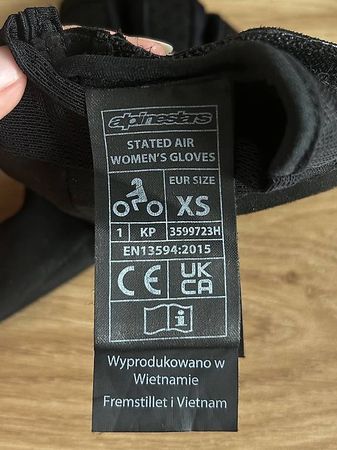 alpinestars
STATED AIR
WOMEN'S GLOVES
EUR SIZE
XS
1 KP 3599723H
EN13594:2015
CE UK CA
i
Wyprodukowano w
Wietnamie
Fremstillet i Vietnam